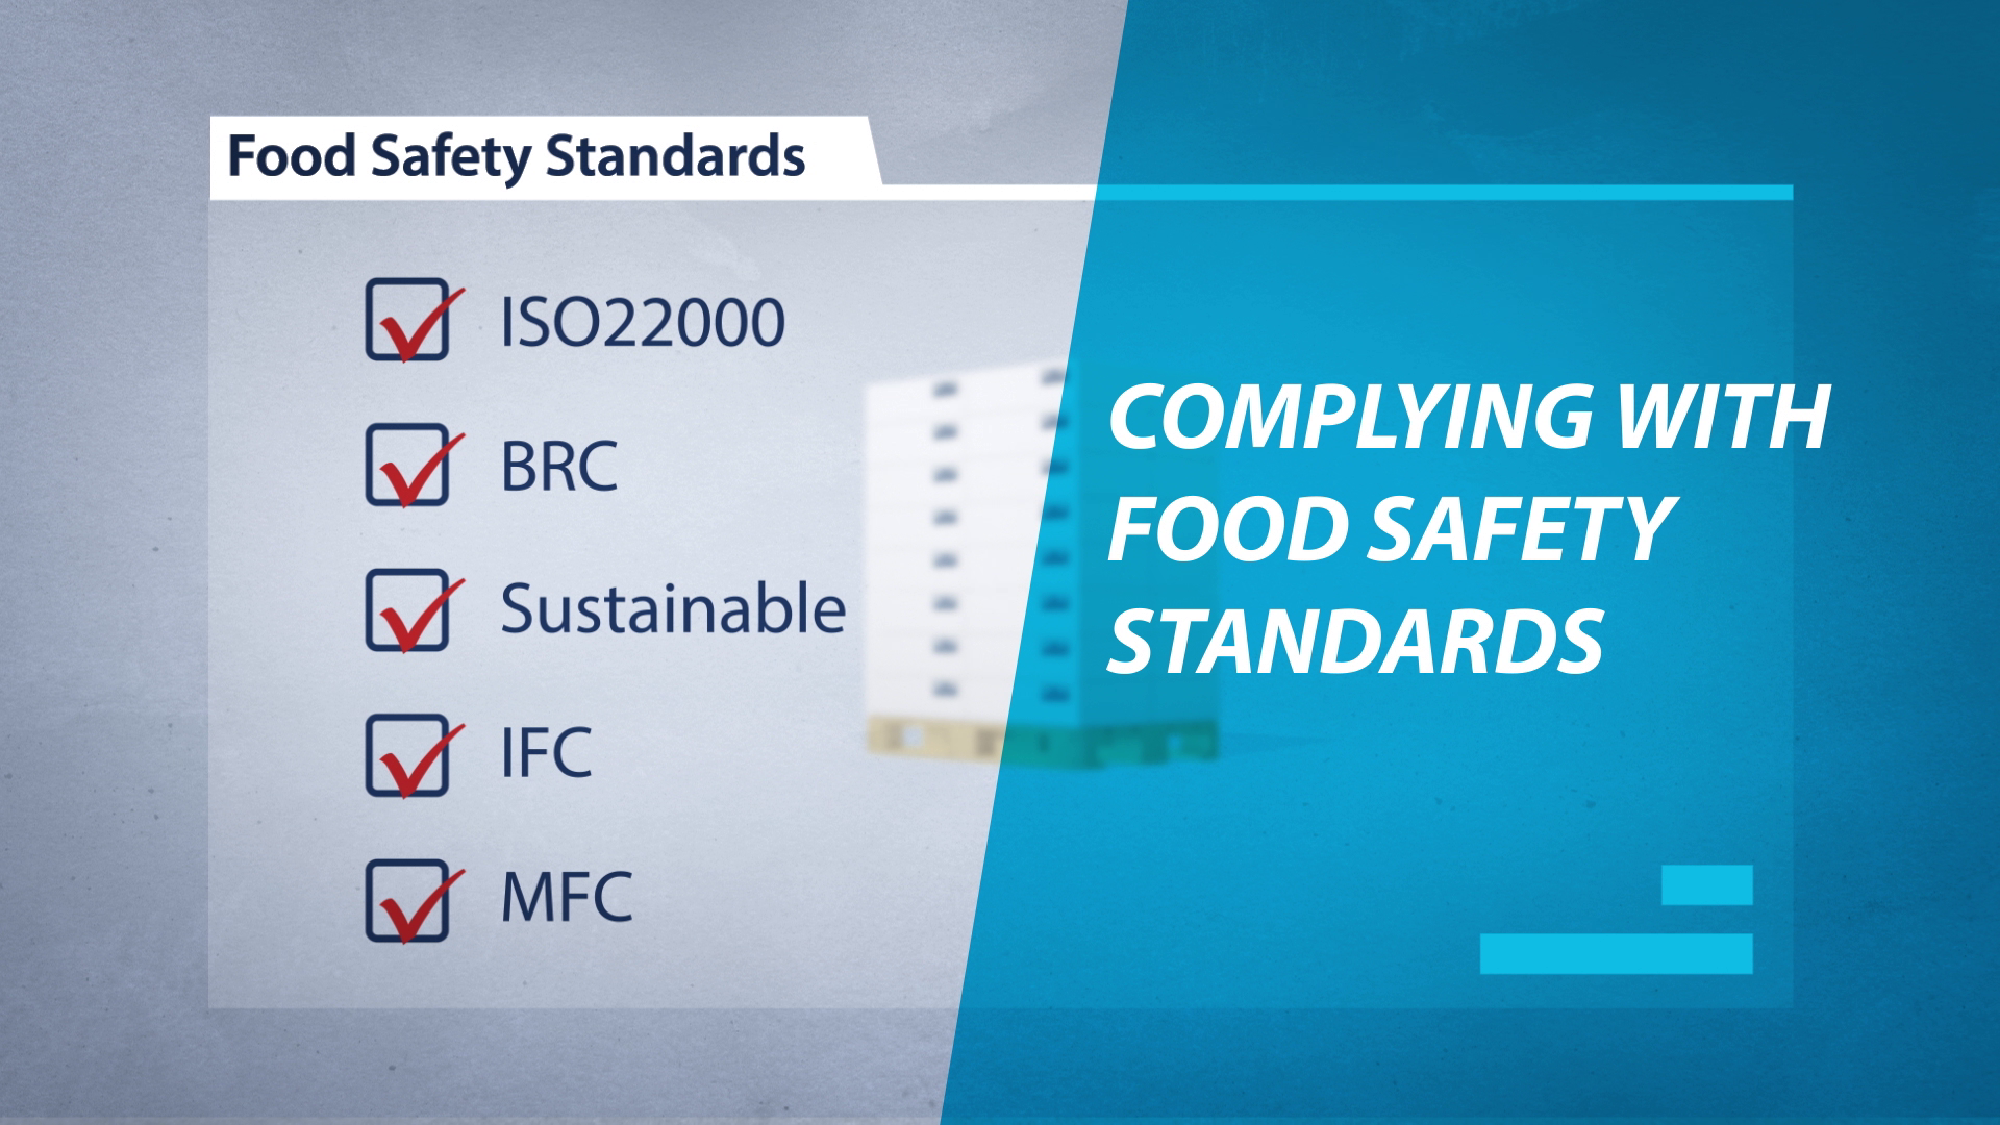 Food Safety Standards
ISO22000
BRC
Sustainable
IFC
MFC
COMPLYING WITH
FOOD SAFETY
STANDARDS